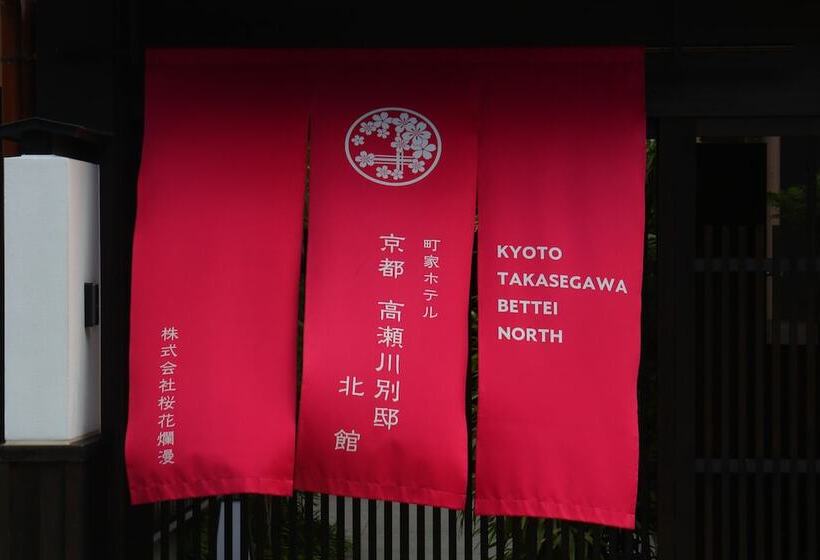 町家ホテル
京都 高瀬川別邸
北館
KYOTO
TAKASEGAWA
BETTEI
NORTH
株式会社桜花爛漫